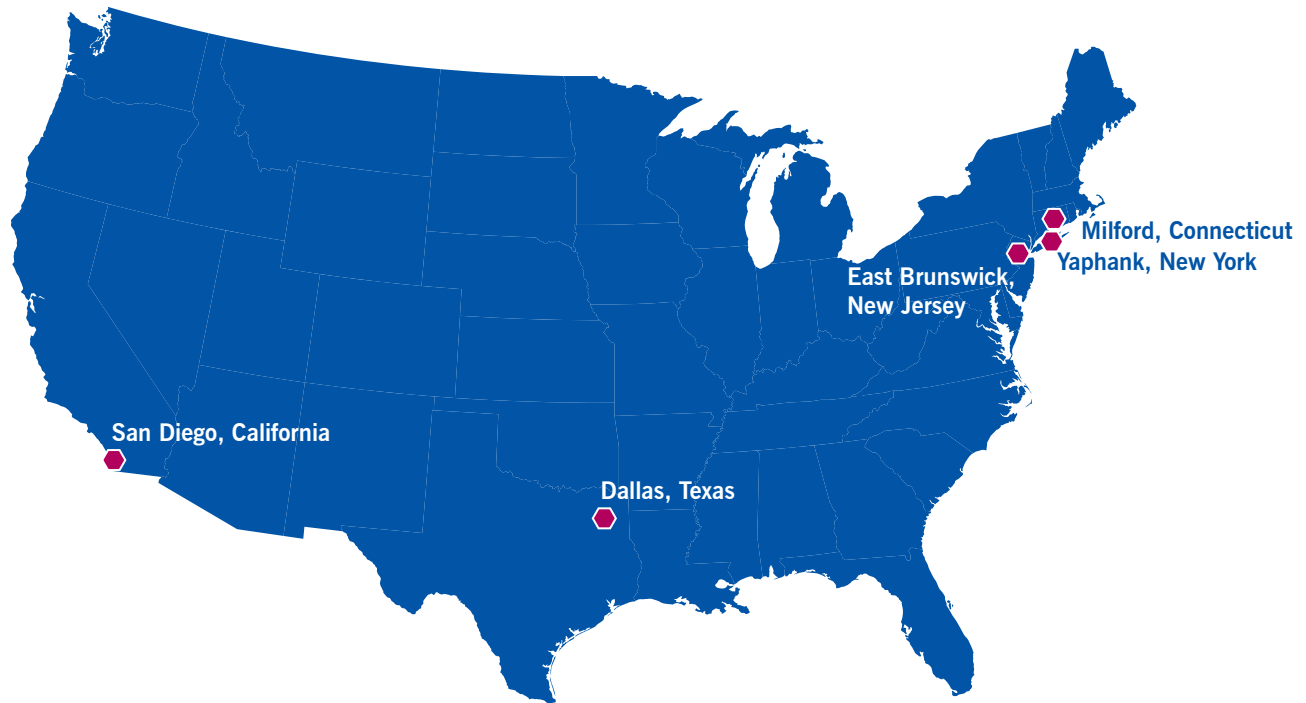 Milford, Connecticut
Yaphank, New York
East Brunswick,
New Jersey
San Diego, California
Dallas, Texas